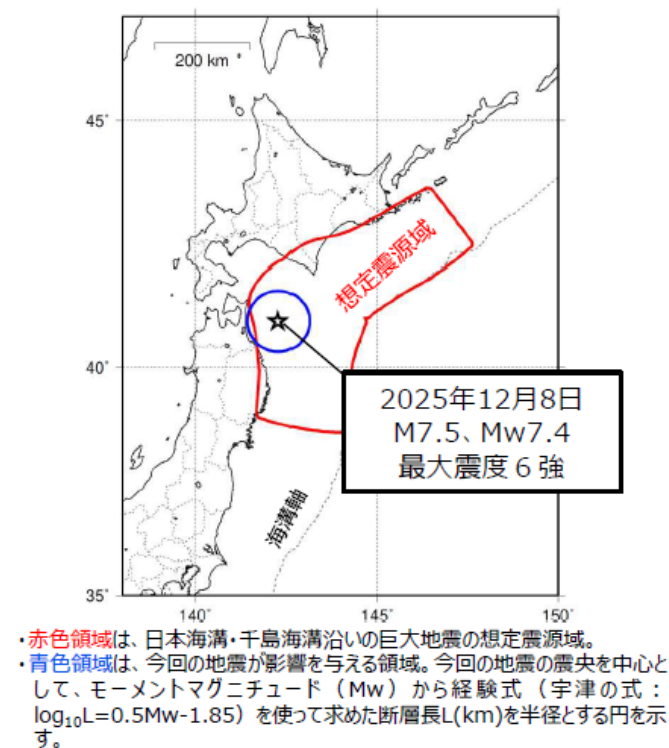 200 km
45˚
想定震源域
40˚
2025年12月8日
M7.5、Mw7.4
最大震度６強
海溝軸
35˚
140˚
145˚
150˚
・赤色領域は、日本海溝・千島海溝沿いの巨大地震の想定震源域。
・青色領域は、今回の地震が影響を与える領域。今回の地震の震央を中心と
して、モーメントマグニチュード（Mw）から経験式（宇津の式：
log₁₀L=0.5Mw-1.85）を使って求めた断層長L(km)を半径とする円を示
す。